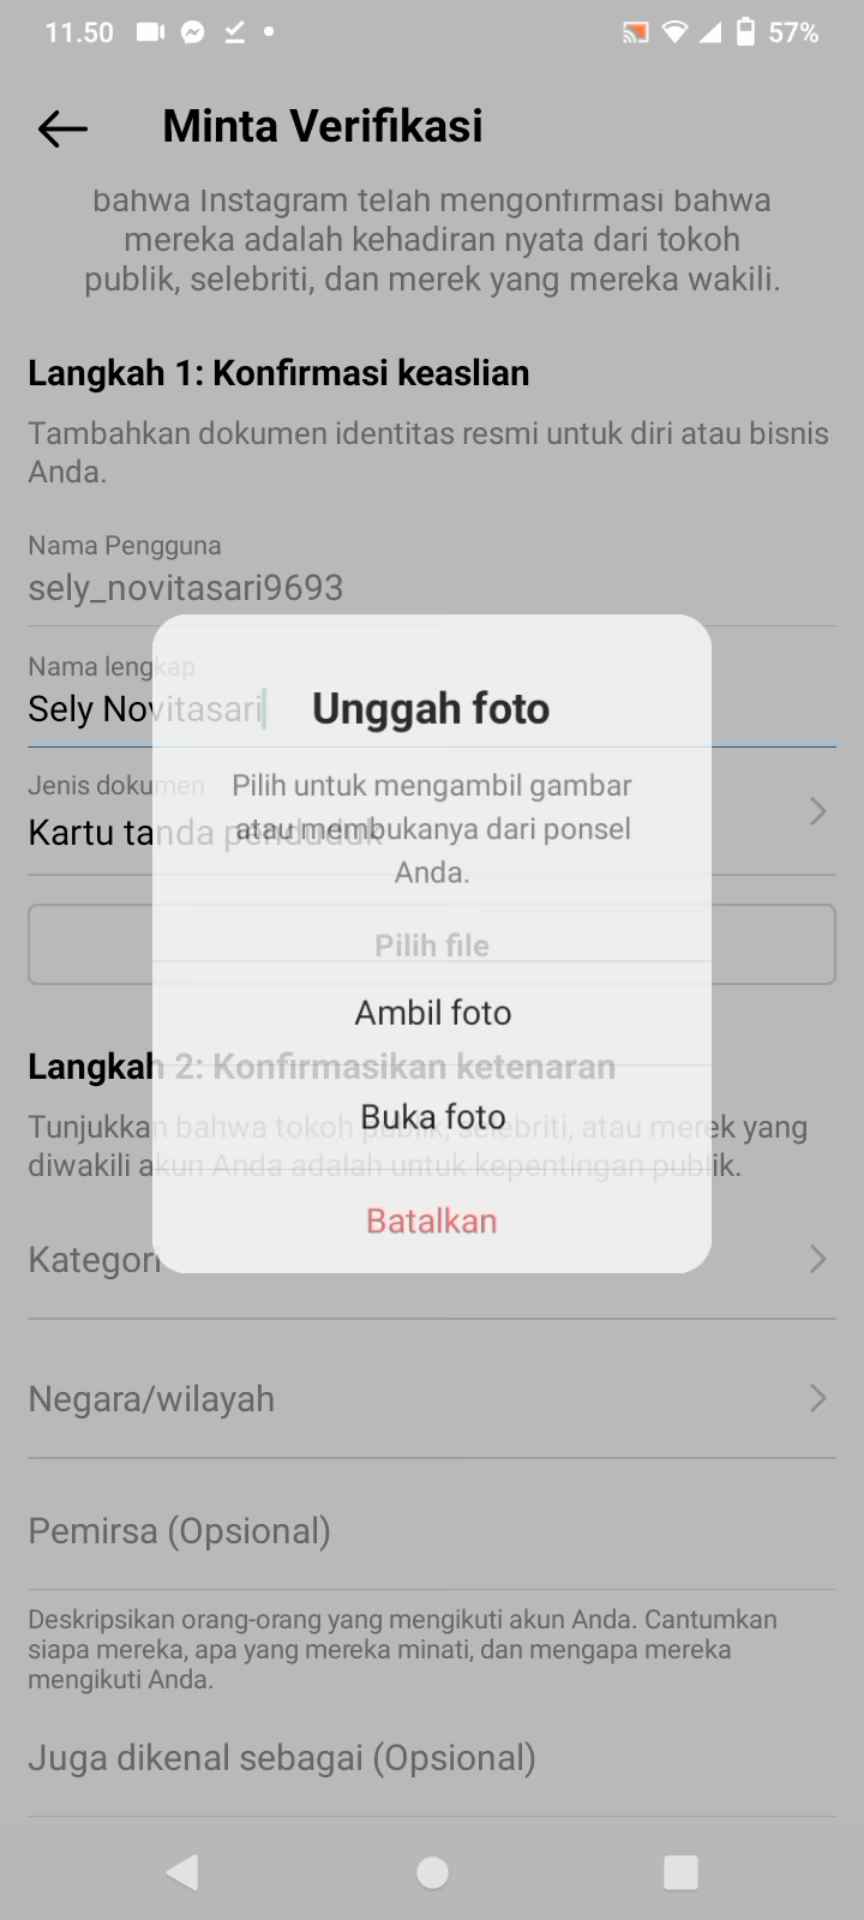 11.50
57%
Minta Verifikasi
bahwa Instagram telah mengonfirmasi bahwa
mereka adalah kehadiran nyata dari tokoh
publik, selebriti, dan merek yang mereka wakili.
Langkah 1: Konfirmasi keaslian
Tambahkan dokumen identitas resmi untuk diri atau bisnis
Anda.
Nama Pengguna
sely_novitasari9693
Nama lengkap
Sely Novitasari
Unggah foto
Jenis dokumen
Pilih untuk mengambil gambar
Kartu tanda penduduk
atau membukanya dari ponsel
Anda.
Pilih file
Ambil foto
Langkah 2: Konfirmasikan ketenaran
Buka foto
Tunjukkan bahwa tokoh publik, selebriti, atau merek yang
diwakili akun Anda adalah untuk kepentingan publik.
Batalkan
Kategori
Negara/wilayah
Pemirsa (Opsional)
Deskripsikan orang-orang yang mengikuti akun Anda. Cantumkan
siapa mereka, apa yang mereka minati, dan mengapa mereka
mengikuti Anda.
Juga dikenal sebagai (Opsional)